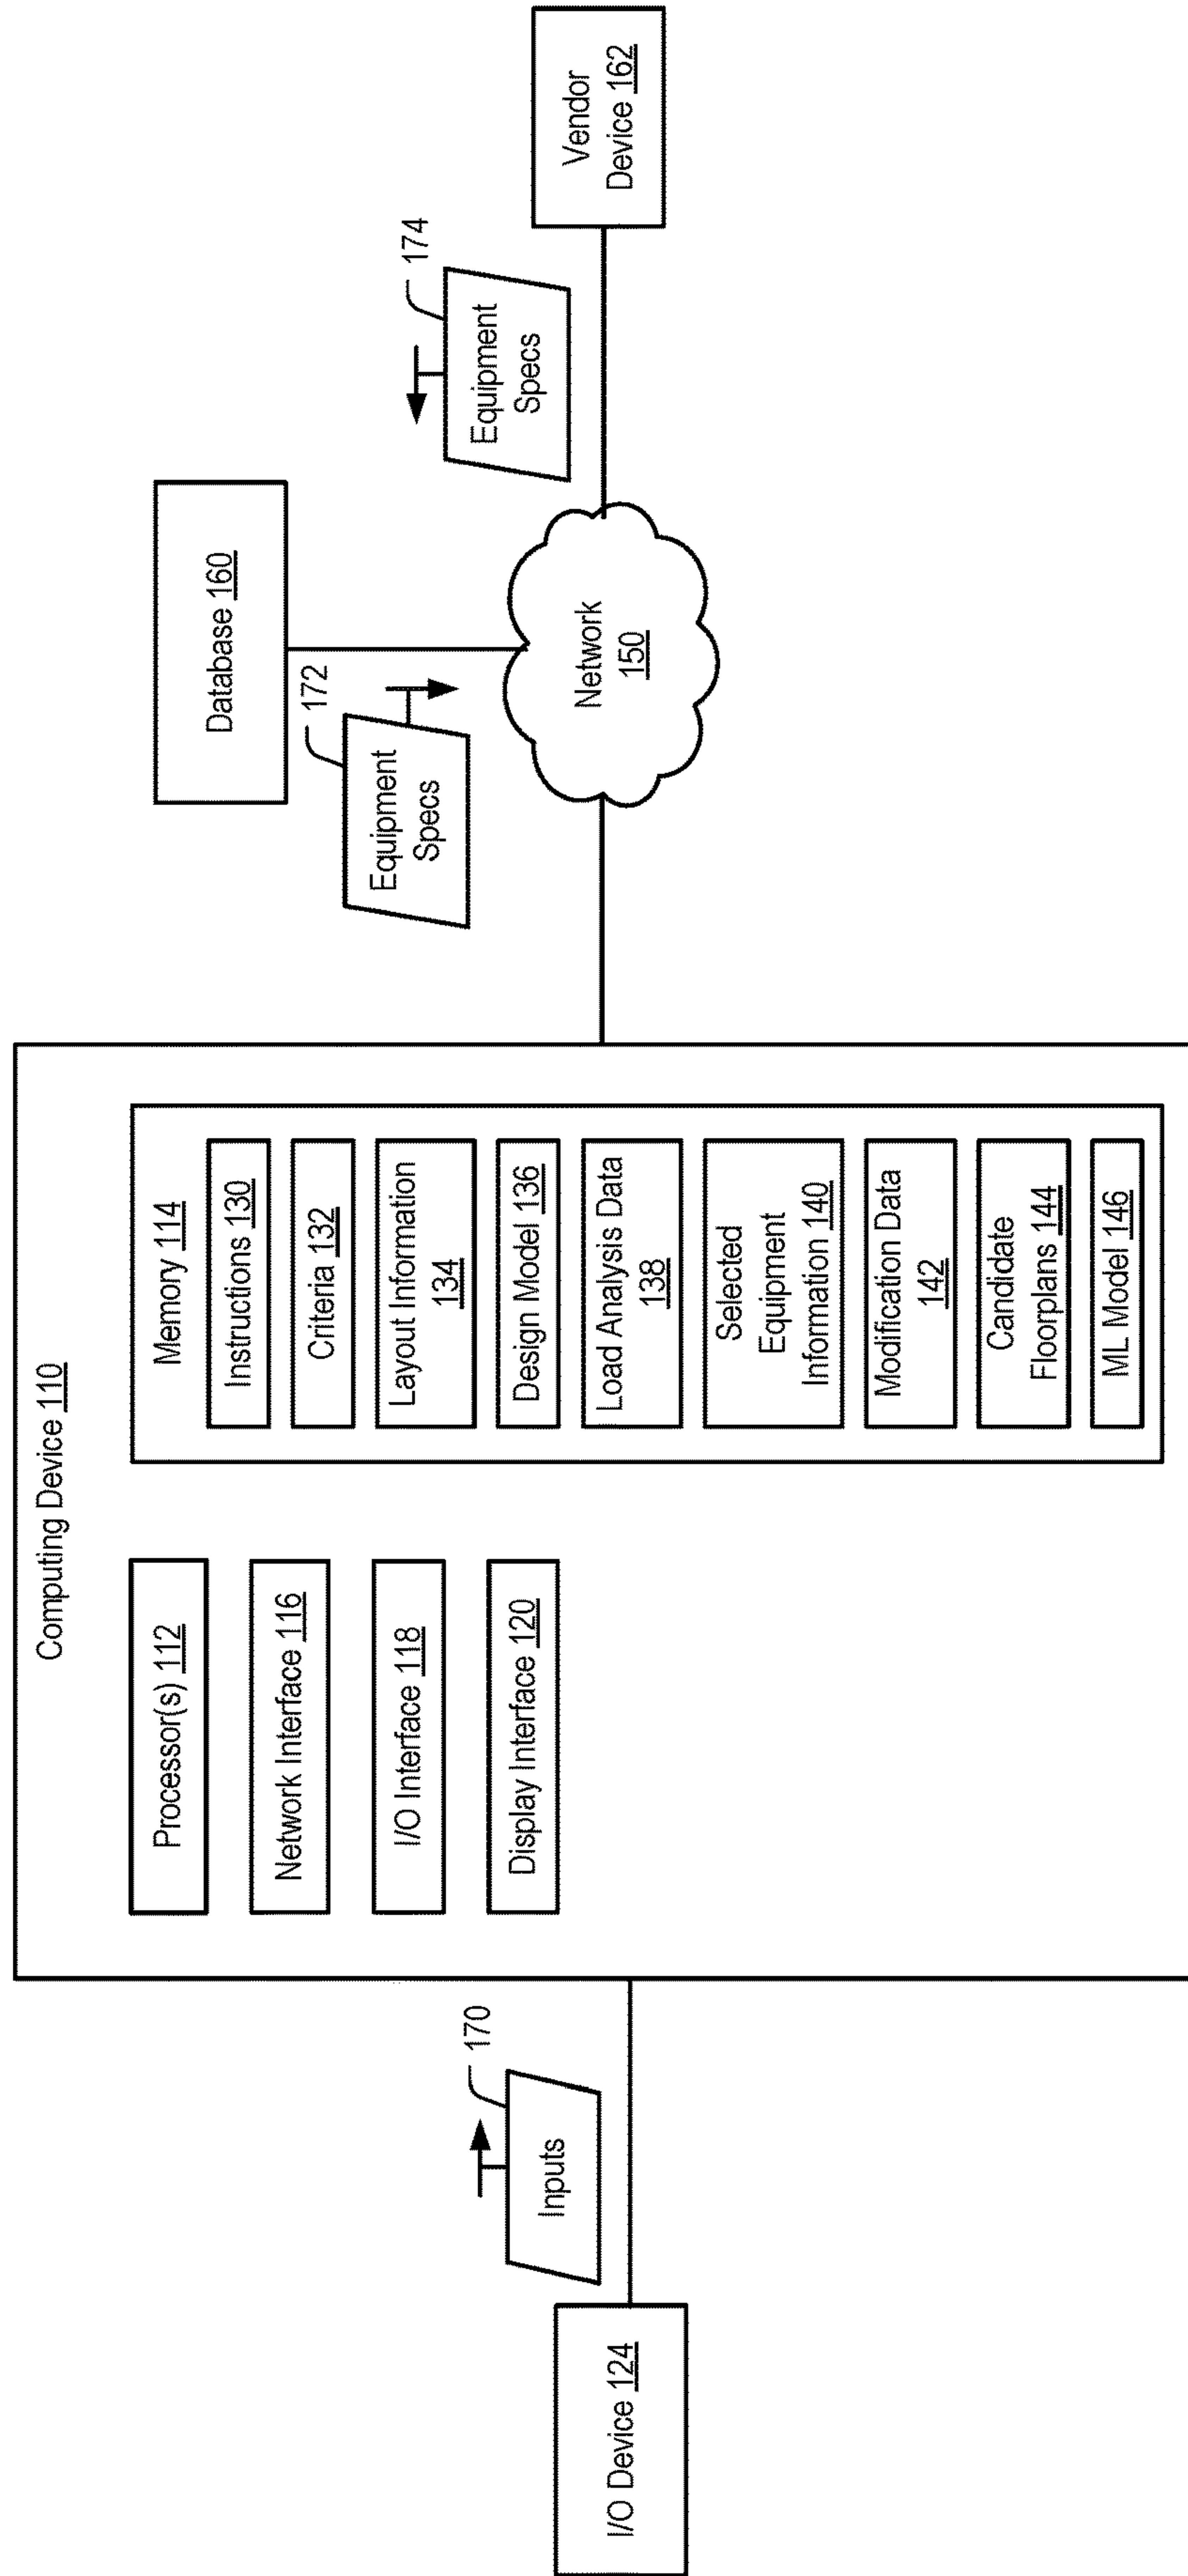 Computing Device 110
Processor(s) 112
Network Interface 116
I/O Interface 118
Display Interface 120
Memory 114
Instructions 130
Criteria 132
Layout Information
134
Design Model 136
Load Analysis Data
138
Selected
Equipment
Information 140
Modification Data
142
Candidate
Floorplans 144
ML Model 146
I/O Device 124
Inputs
170
Database 160
172
Equipment
Specs
Network
150
174
Equipment
Specs
Vendor
Device 162